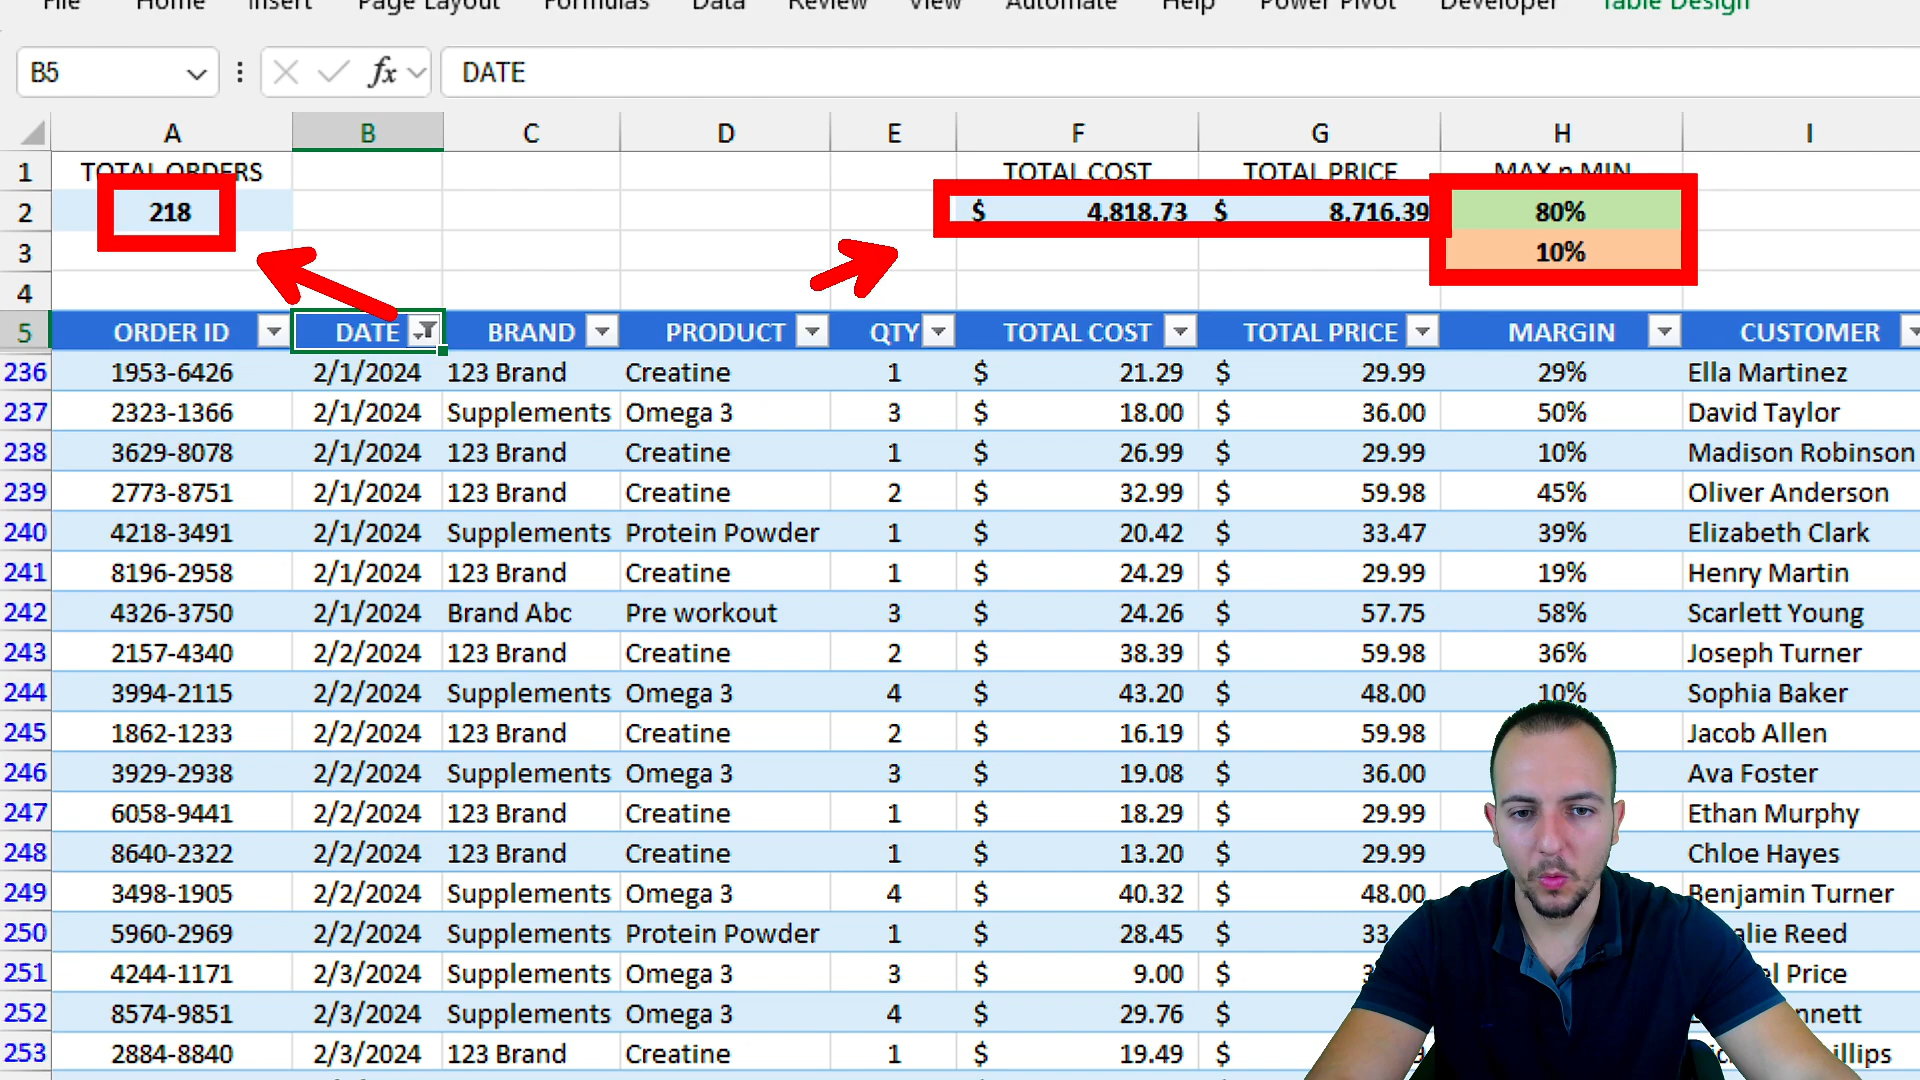 File Home Insert Page Layout Formulas Data Review View Automate Help Power Pivot Developer Table Design
B5 fx DATE
A B C D E F G H I
1 TOTAL ORDERS TOTAL COST TOTAL PRICE MAX n MIN
2 218 $ 4,818.73 $ 8,716.39 80%
3 10%
4
5 ORDER ID DATE BRAND PRODUCT QTY TOTAL COST TOTAL PRICE MARGIN CUSTOMER
236 1953-6426 2/1/2024 123 Brand Creatine 1 $ 21.29 $ 29.99 29% Ella Martinez
237 2323-1366 2/1/2024 Supplements Omega 3 3 $ 18.00 $ 36.00 50% David Taylor
238 3629-8078 2/1/2024 123 Brand Creatine 1 $ 26.99 $ 29.99 10% Madison Robinson
239 2773-8751 2/1/2024 123 Brand Creatine 2 $ 32.99 $ 59.98 45% Oliver Anderson
240 4218-3491 2/1/2024 Supplements Protein Powder 1 $ 20.42 $ 33.47 39% Elizabeth Clark
241 8196-2958 2/1/2024 123 Brand Creatine 1 $ 24.29 $ 29.99 19% Henry Martin
242 4326-3750 2/1/2024 Brand Abc Pre workout 3 $ 24.26 $ 57.75 58% Scarlett Young
243 2157-4340 2/2/2024 123 Brand Creatine 2 $ 38.39 $ 59.98 36% Joseph Turner
244 3994-2115 2/2/2024 Supplements Omega 3 4 $ 43.20 $ 48.00 10% Sophia Baker
245 1862-1233 2/2/2024 123 Brand Creatine 2 $ 16.19 $ 59.98 Jacob Allen
246 3929-2938 2/2/2024 Supplements Omega 3 3 $ 19.08 $ 36.00 Ava Foster
247 6058-9441 2/2/2024 123 Brand Creatine 1 $ 18.29 $ 29.99 Ethan Murphy
248 8640-2322 2/2/2024 123 Brand Creatine 1 $ 13.20 $ 29.99 Chloe Hayes
249 3498-1905 2/2/2024 Supplements Omega 3 4 $ 40.32 $ 48.00 Benjamin Turner
250 5960-2969 2/2/2024 Supplements Protein Powder 1 $ 28.45 $ Reed
251 4244-1171 2/3/2024 Supplements Omega 3 3 $ 9.00 $ Price
252 8574-9851 2/3/2024 Supplements Omega 3 4 $ 29.76 $
253 2884-8840 2/3/2024 123 Brand Creatine 1 $ 19.49 $